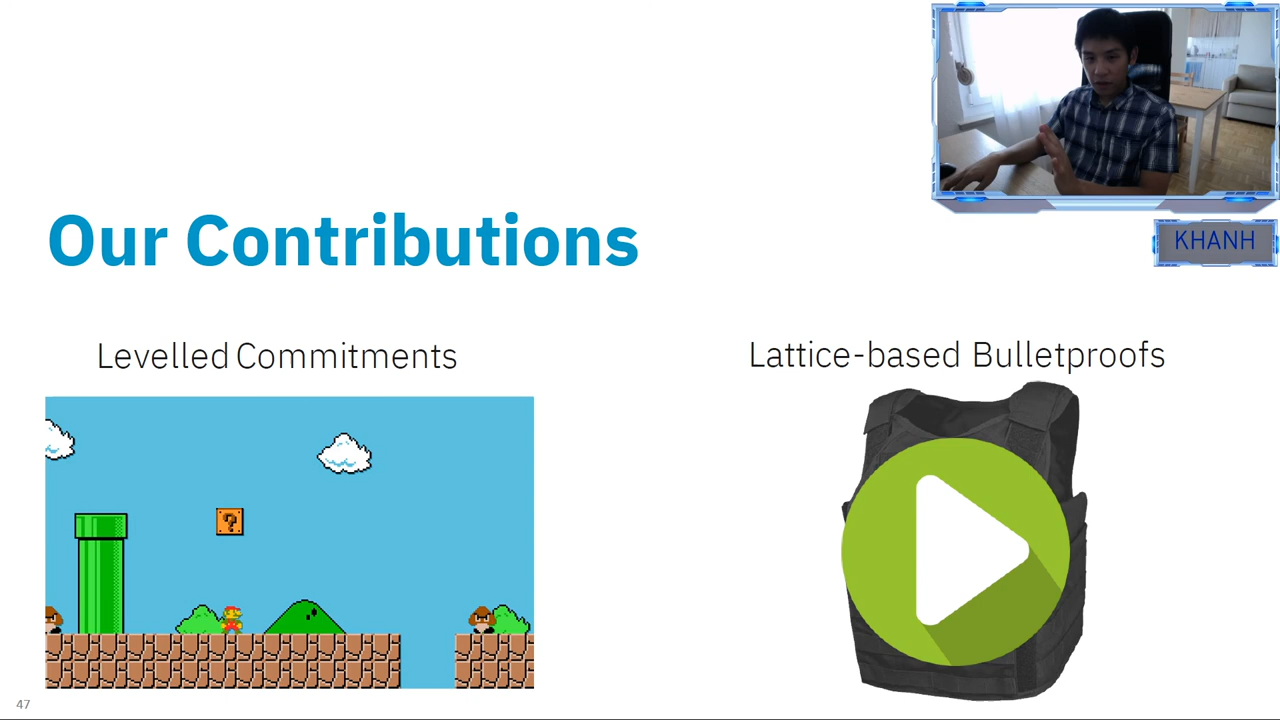 KHANH
Our Contributions
Levelled Commitments
Lattice-based Bulletproofs
?
47